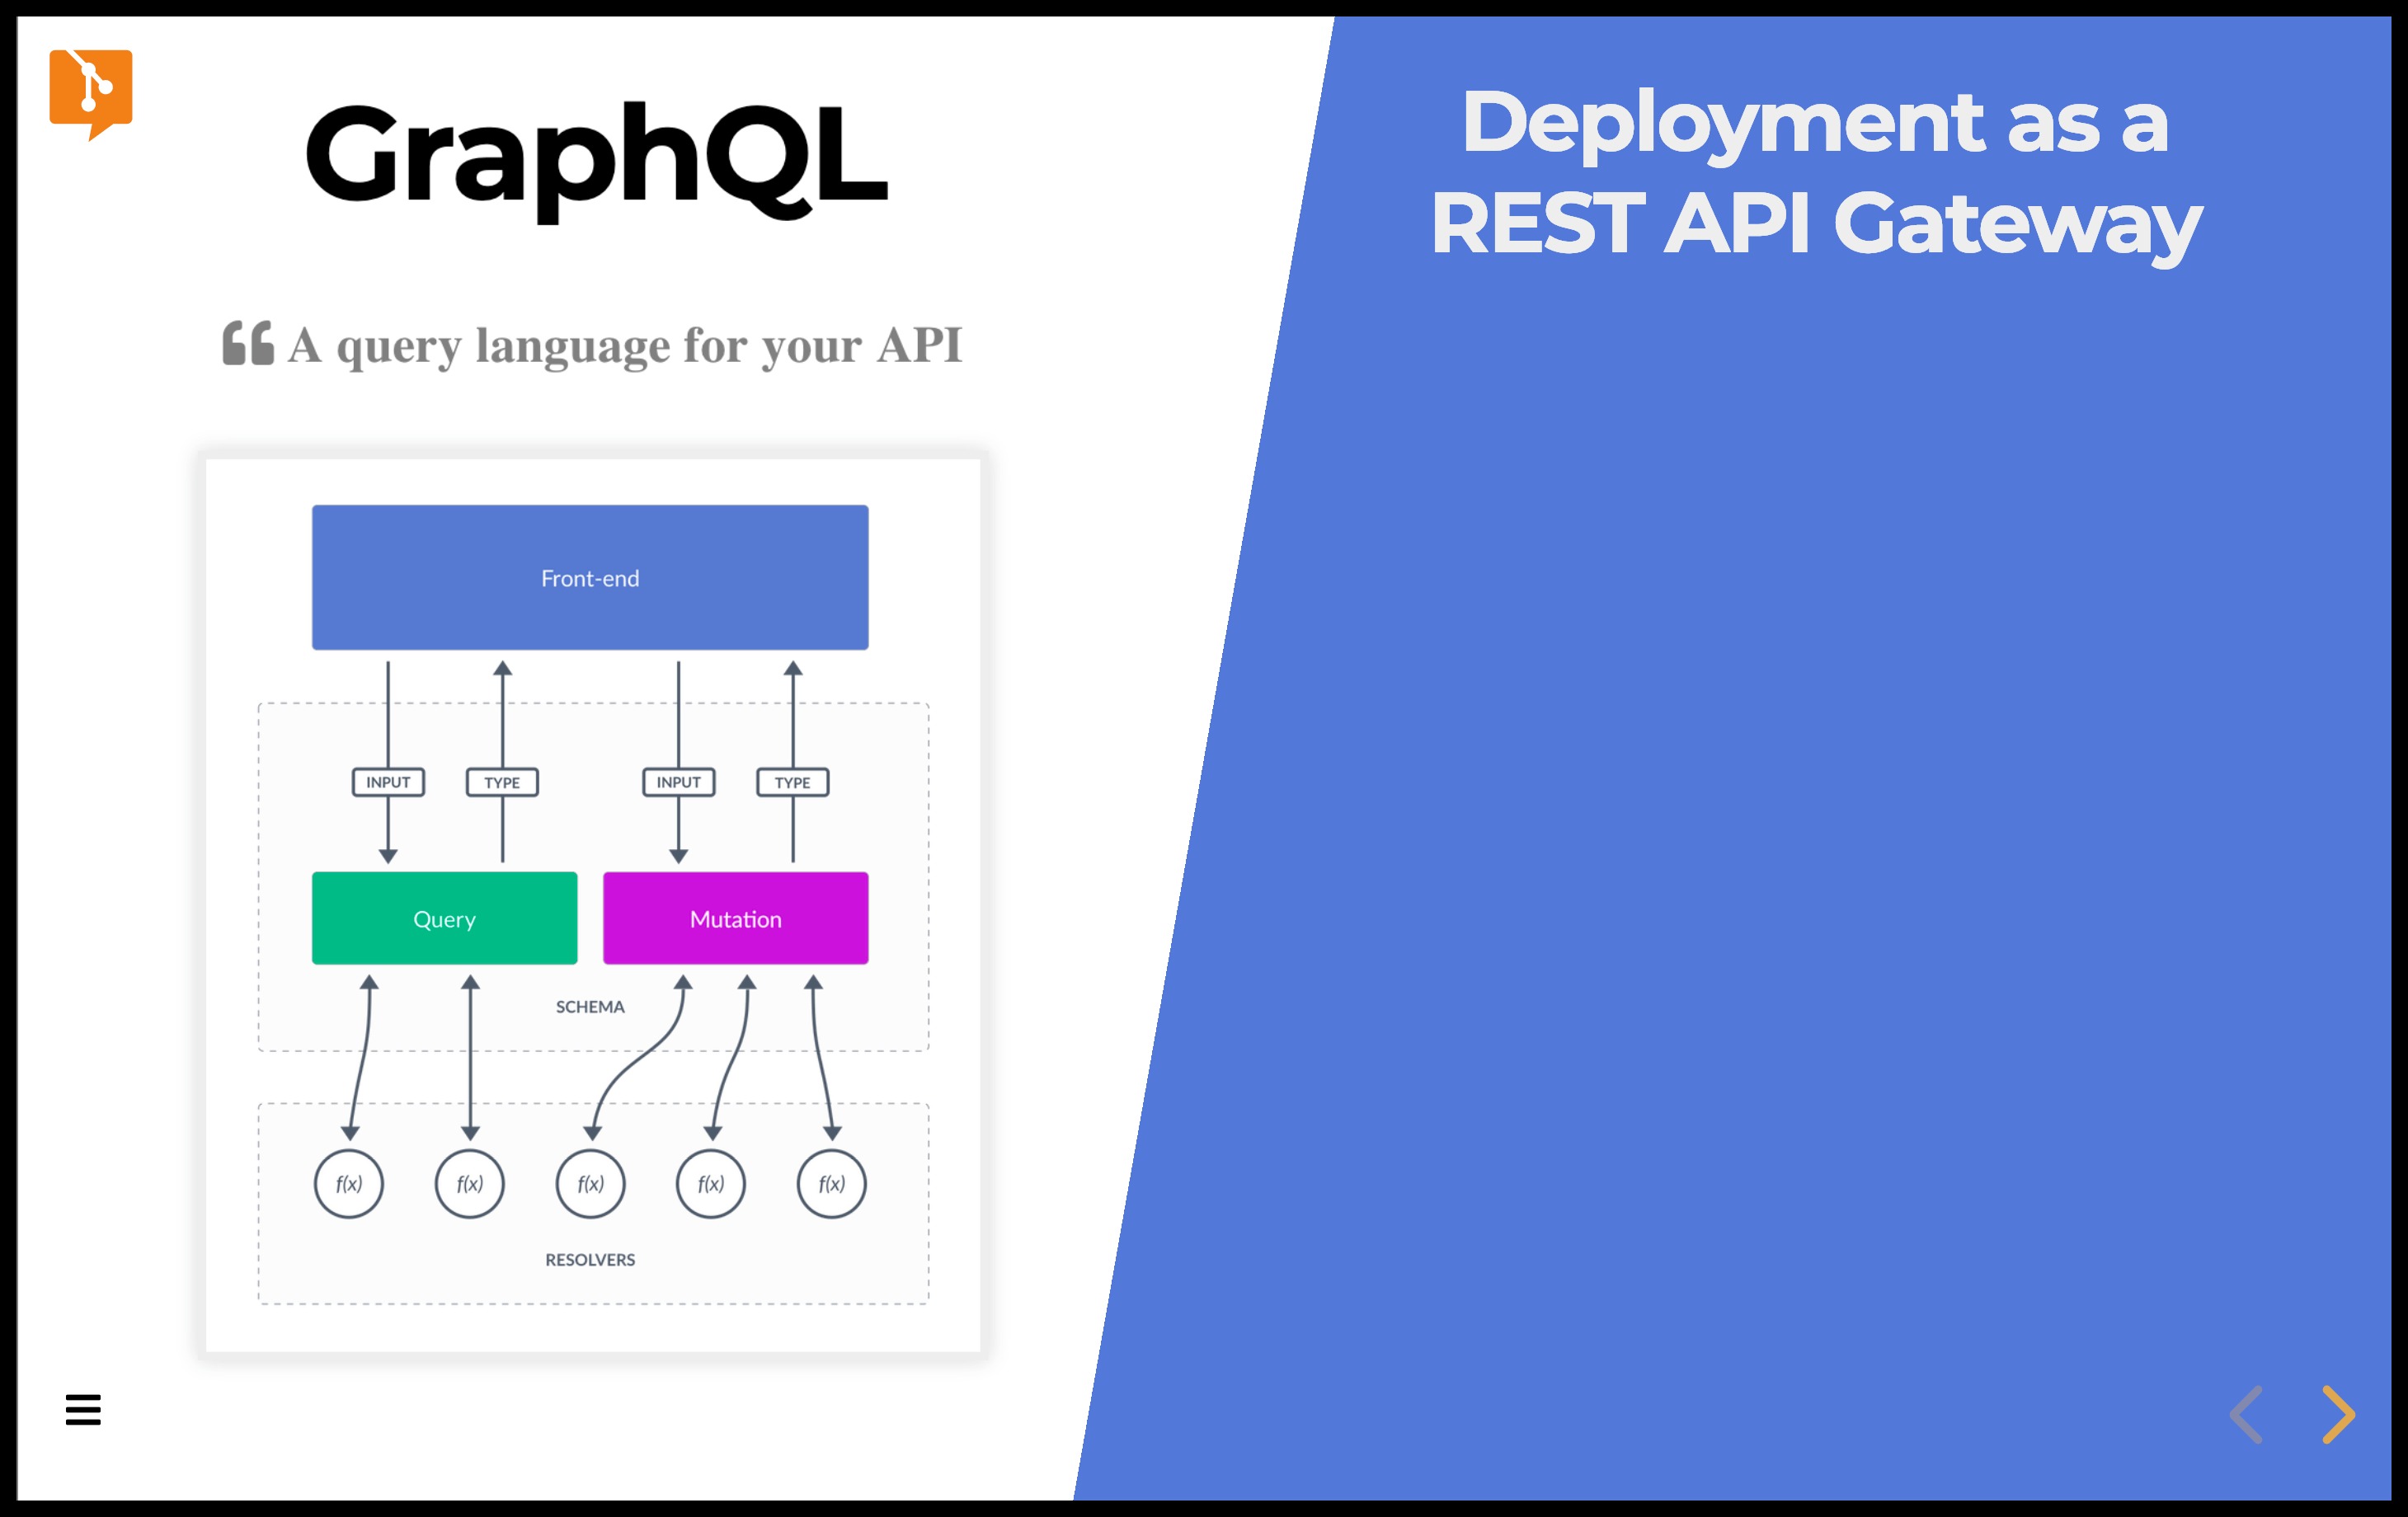 GraphQL
“ A query language for your API
Front-end
INPUT TYPE INPUT TYPE
Query Mutation
SCHEMA
f(x) f(x) f(x) f(x) f(x)
RESOLVERS
Deployment as a
REST API Gateway